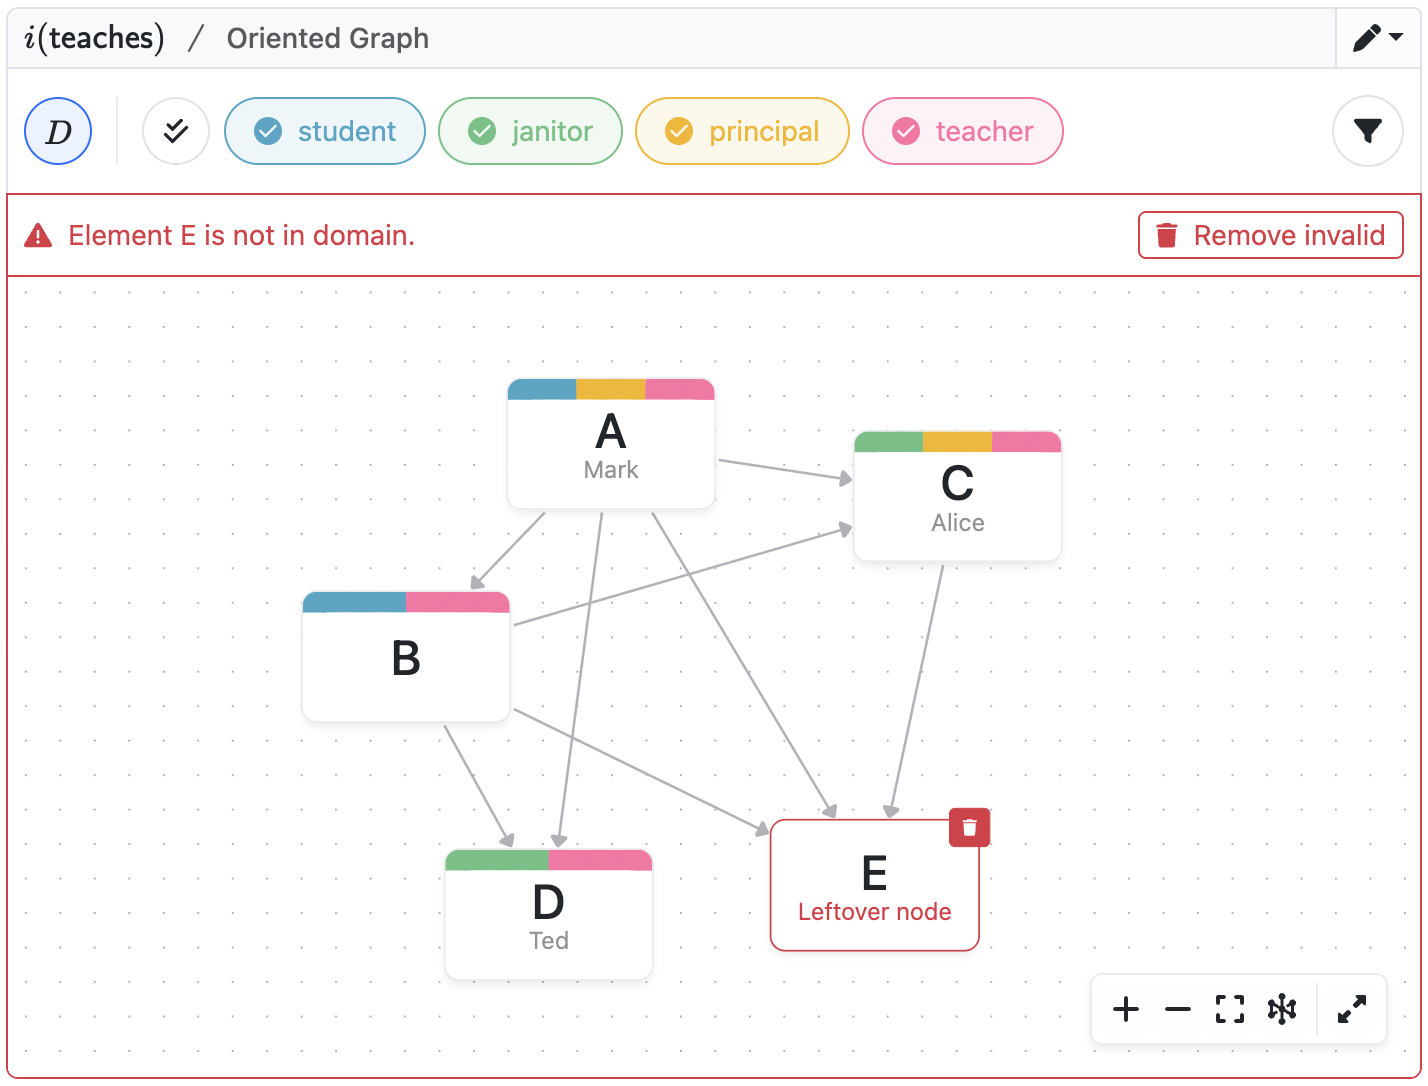 i(teaches) / Oriented Graph
D student janitor principal teacher
Element E is not in domain. Remove invalid
A
Mark
C
Alice
B
E
Leftover node
D
Ted